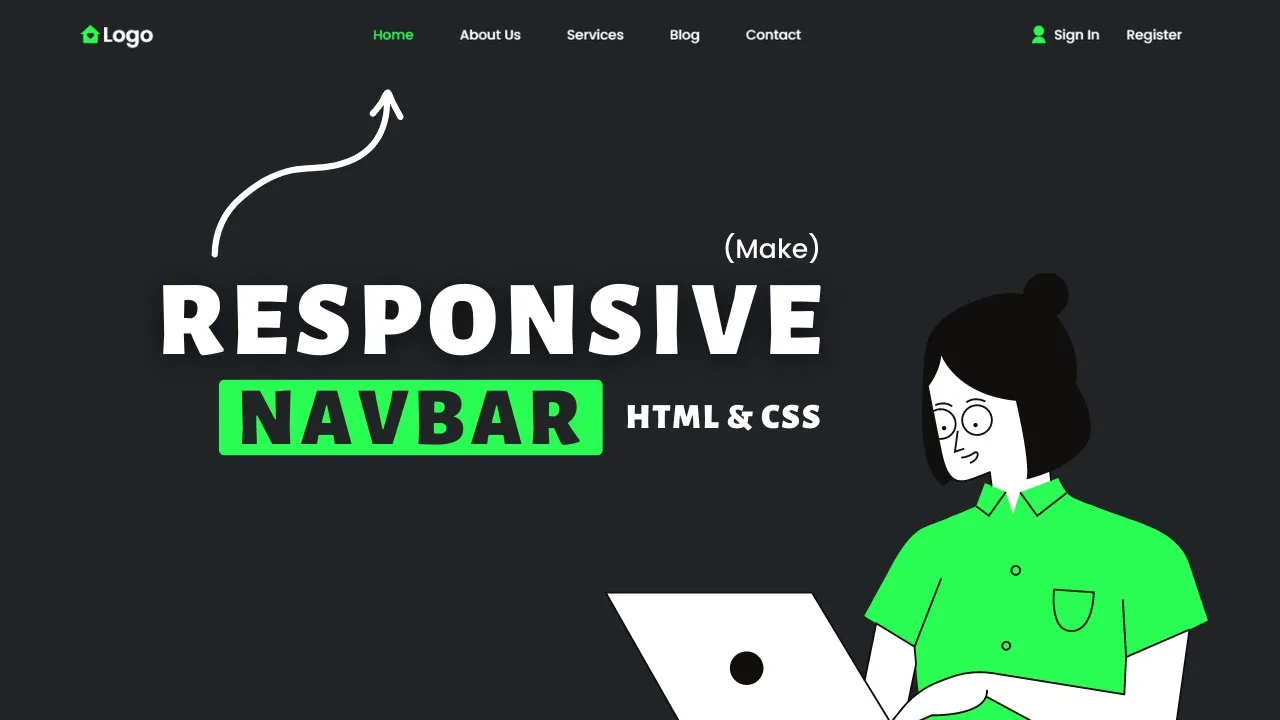 Logo Home About Us Services Blog Contact Sign In Register
(Make)
RESPONSIVE
NAVBAR HTML & CSS